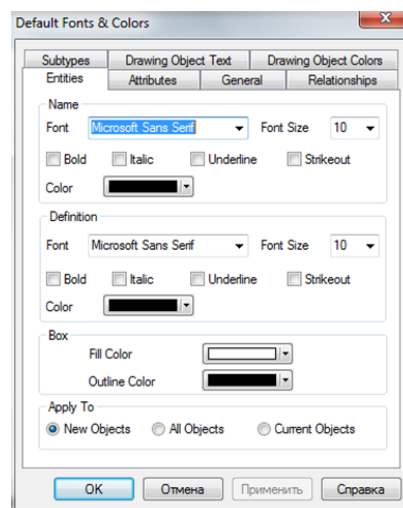 Default Fonts & Colors
Subtypes Drawing Object Text Drawing Object Colors
Entities Attributes General Relationships
Name
Font Microsoft Sans Serif Font Size 10
Bold Italic Underline Strikeout
Color
Definition
Font Microsoft Sans Serif Font Size 10
Bold Italic Underline Strikeout
Color
Box
Fill Color
Outline Color
Apply To
New Objects All Objects Current Objects
OK Отмена Применить Справка